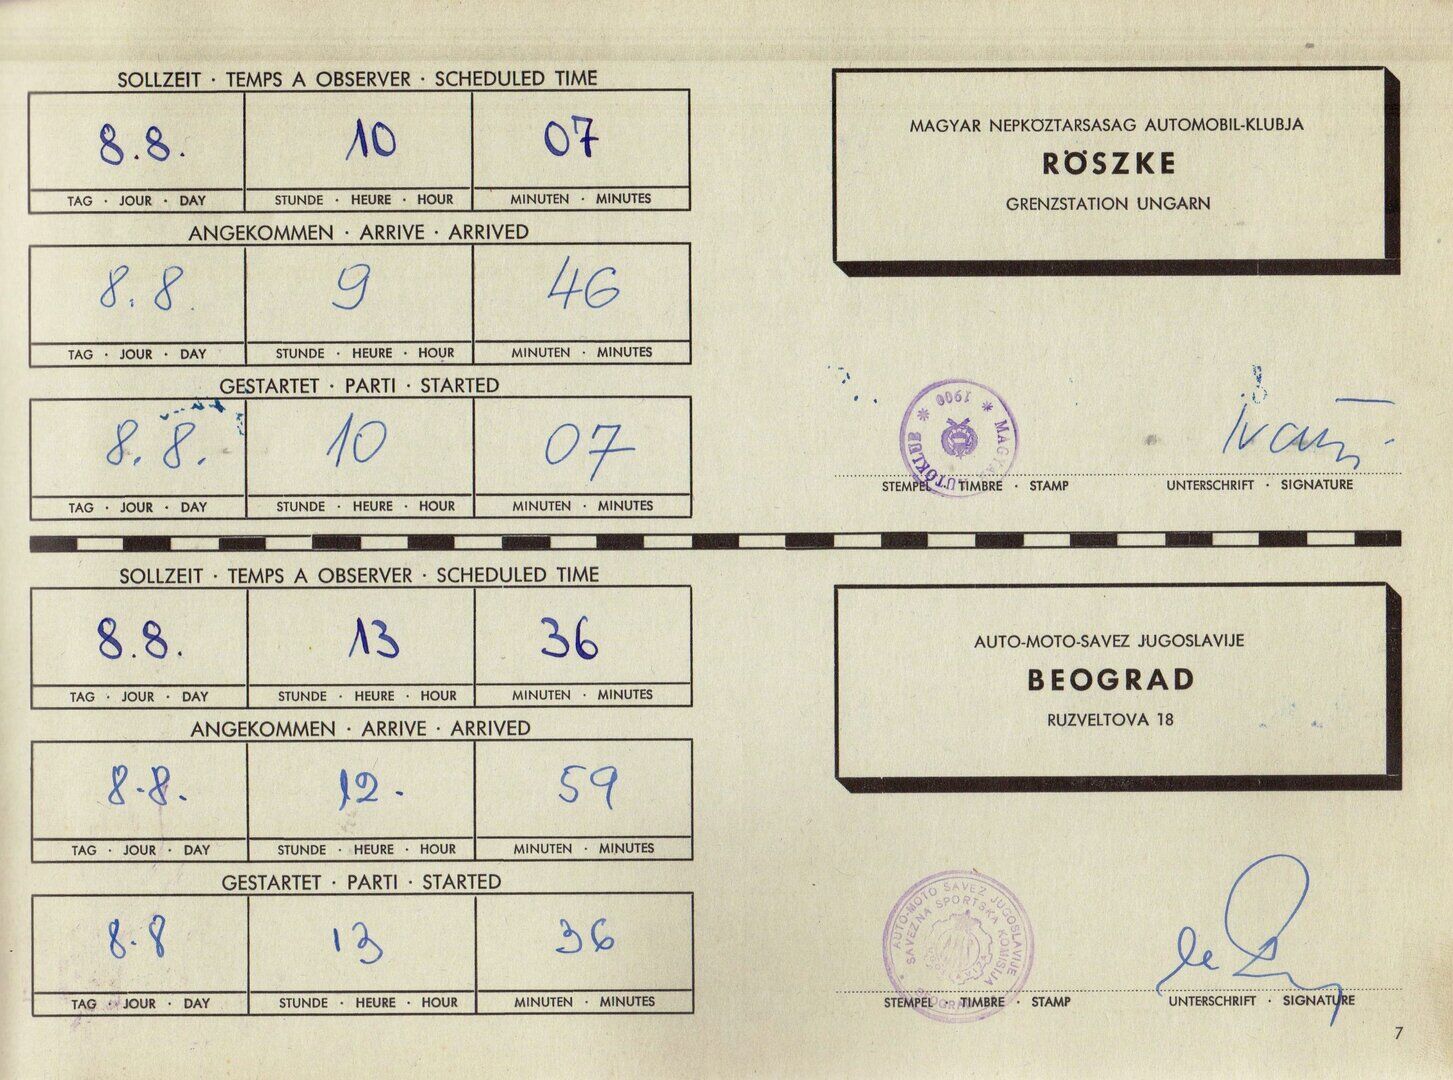 SOLLZEIT · TEMPS A OBSERVER · SCHEDULED TIME
8.8. 10 07
TAG · JOUR · DAY STUNDE · HEURE · HOUR MINUTEN · MINUTES
ANGEKOMMEN · ARRIVE · ARRIVED
8.8. 9 46
TAG · JOUR · DAY STUNDE · HEURE · HOUR MINUTEN · MINUTES
GESTARTET · PARTI · STARTED
8.8. 10 07
TAG · JOUR · DAY STUNDE · HEURE · HOUR MINUTEN · MINUTES
MAGYAR NEPKÖZTARSASAG AUTOMOBIL-KLUBJA
RÖSZKE
GRENZSTATION UNGARN
* 1900 * MAGYAR AUTÓKLUB
STEMPEL · TIMBRE · STAMP UNTERSCHRIFT · SIGNATURE
SOLLZEIT · TEMPS A OBSERVER · SCHEDULED TIME
8.8. 13 36
TAG · JOUR · DAY STUNDE · HEURE · HOUR MINUTEN · MINUTES
ANGEKOMMEN · ARRIVE · ARRIVED
8.8. 12. 59
TAG · JOUR · DAY STUNDE · HEURE · HOUR MINUTEN · MINUTES
GESTARTET · PARTI · STARTED
8.8 13 36
TAG · JOUR · DAY STUNDE · HEURE · HOUR MINUTEN · MINUTES
AUTO-MOTO-SAVEZ JUGOSLAVIJE
BEOGRAD
RUZVELTOVA 18
AUTO-MOTO SAVEZ JUGOSLAVIJE
SAVEZNA SPORTSKA KOMISIJA
BEOGRAD
STEMPEL · TIMBRE · STAMP UNTERSCHRIFT · SIGNATURE
7